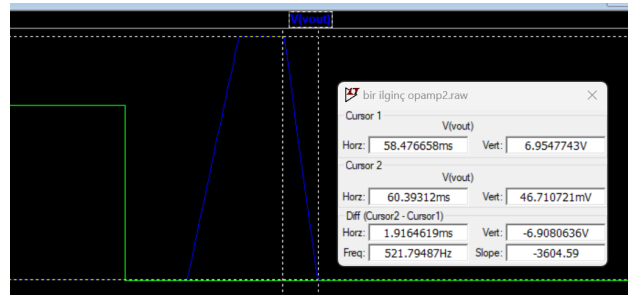 V(vout)
bir ilginç opamp2.raw
Cursor 1
V(vout)
Horz: 58.476658ms Vert: 6.9547743V
Cursor 2
V(vout)
Horz: 60.39312ms Vert: 46.710721mV
Diff (Cursor2 - Cursor1)
Horz: 1.9164619ms Vert: -6.9080636V
Freq: 521.79487Hz Slope: -3604.59